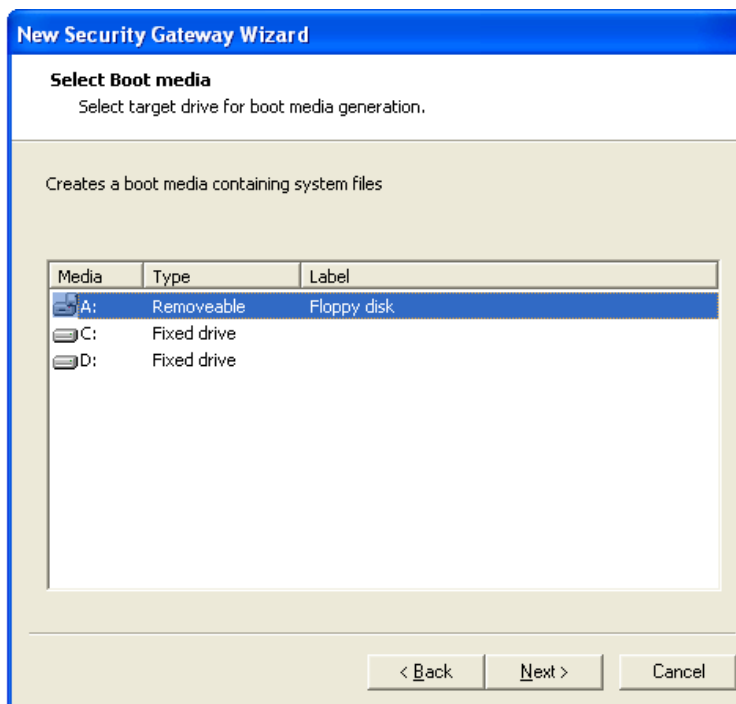 New Security Gateway Wizard
Select Boot media
Select target drive for boot media generation.
Creates a boot media containing system files
Media Type Label
A: Removeable Floppy disk
C: Fixed drive
D: Fixed drive
< Back Next > Cancel